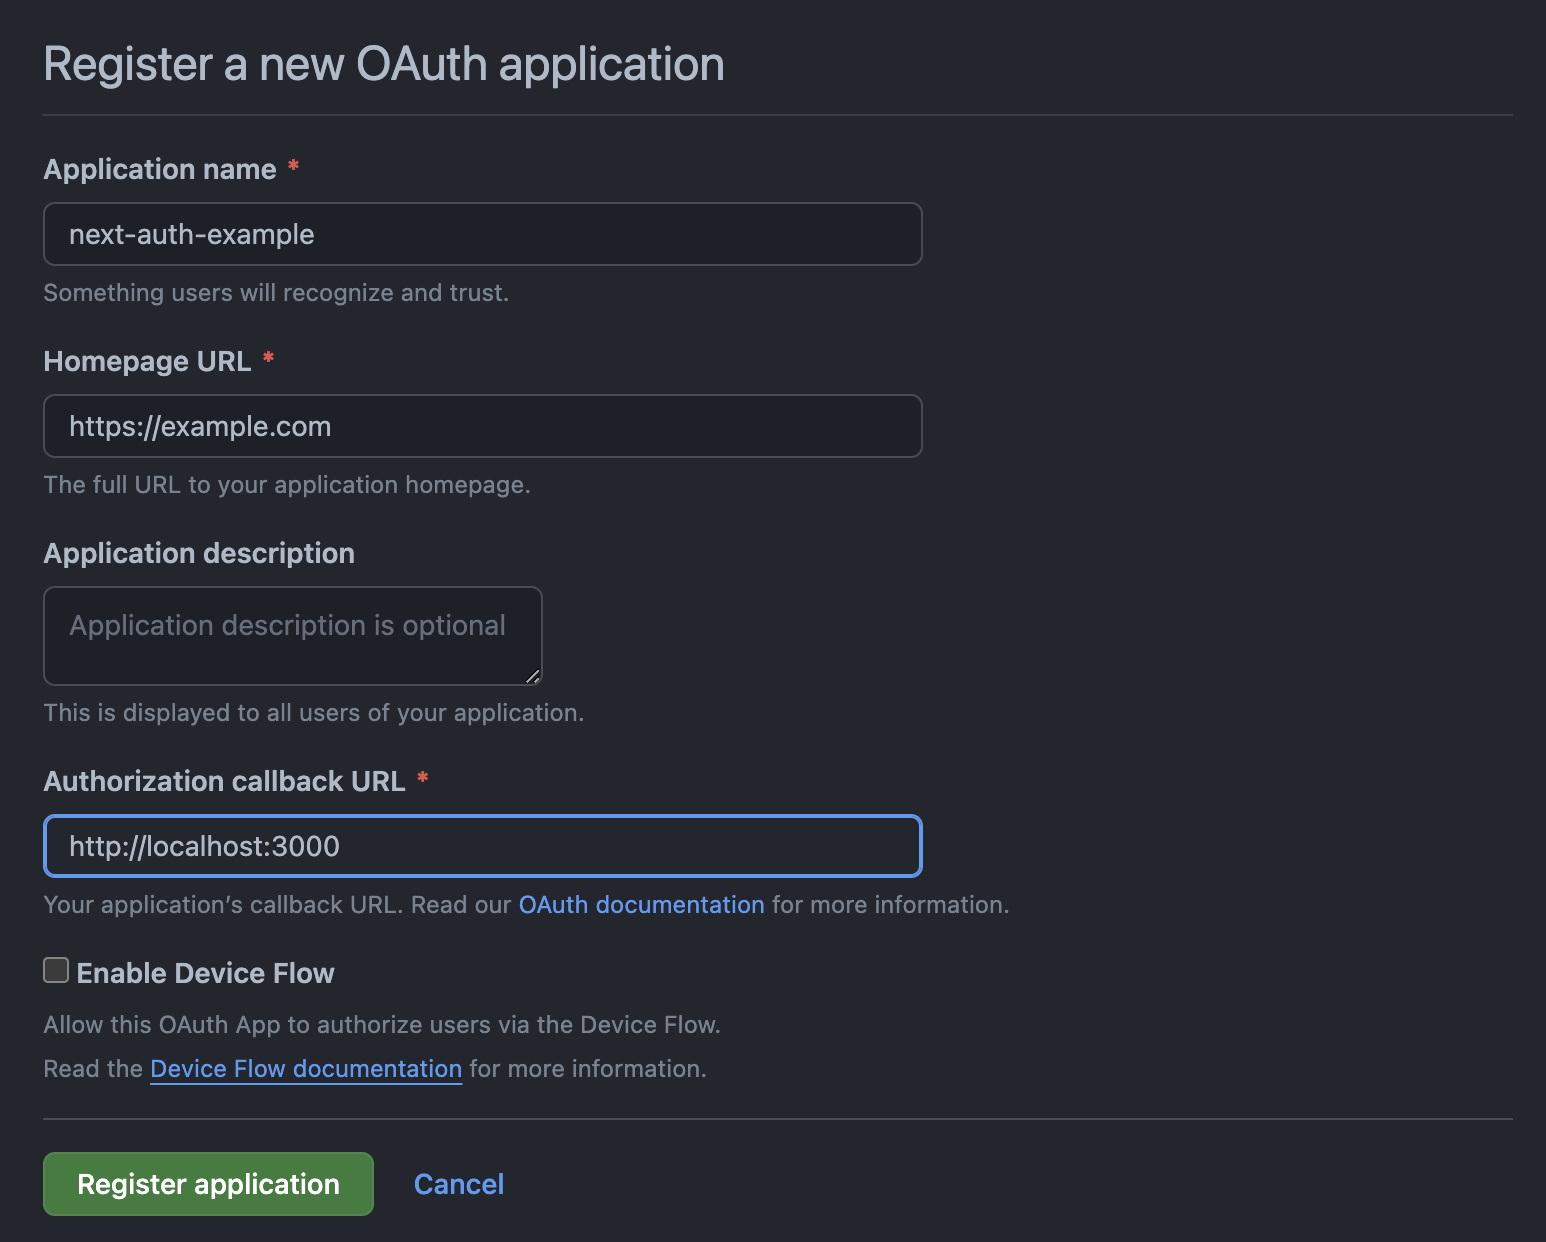 Register a new OAuth application
Application name *
next-auth-example
Something users will recognize and trust.
Homepage URL *
https://example.com
The full URL to your application homepage.
Application description
Application description is optional
This is displayed to all users of your application.
Authorization callback URL *
http://localhost:3000
Your application’s callback URL. Read our OAuth documentation for more information.
Enable Device Flow
Allow this OAuth App to authorize users via the Device Flow.
Read the Device Flow documentation for more information.
Register application Cancel